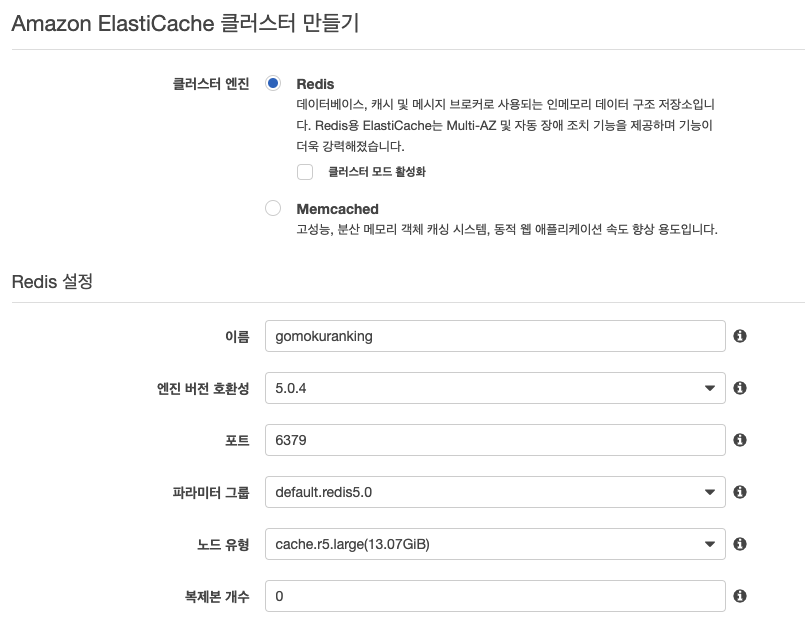 Amazon ElastiCache 클러스터 만들기
클러스터 엔진
Redis
데이터베이스, 캐시 및 메시지 브로커로 사용되는 인메모리 데이터 구조 저장소입니
다. Redis용 ElastiCache는 Multi-AZ 및 자동 장애 조치 기능을 제공하며 기능이
더욱 강력해졌습니다.
클러스터 모드 활성화
Memcached
고성능, 분산 메모리 객체 캐싱 시스템, 동적 웹 애플리케이션 속도 향상 용도입니다.
Redis 설정
이름 gomokuranking
엔진 버전 호환성 5.0.4
포트 6379
파라미터 그룹 default.redis5.0
노드 유형 cache.r5.large(13.07GiB)
복제본 개수 0